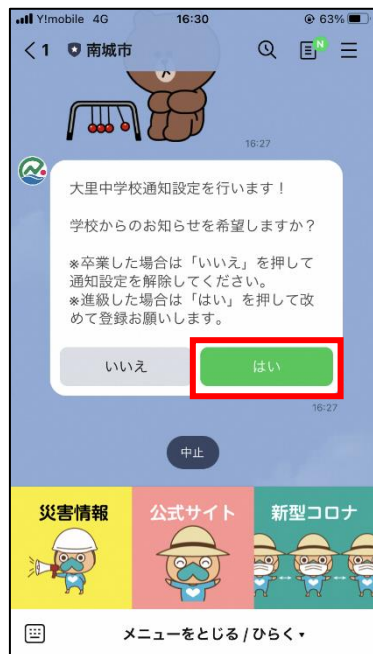 Y!mobile 4G 16:30 63%
1 南城市 N
16:27
大里中学校通知設定を行います！
学校からのお知らせを希望しますか？
※卒業した場合は「いいえ」を押して
通知設定を解除してください。
※進級した場合は「はい」を押して改
めて登録お願いします。
いいえ はい
16:27
中止
災害情報 公式サイト 新型コロナ
メニューをとじる / ひらく▾